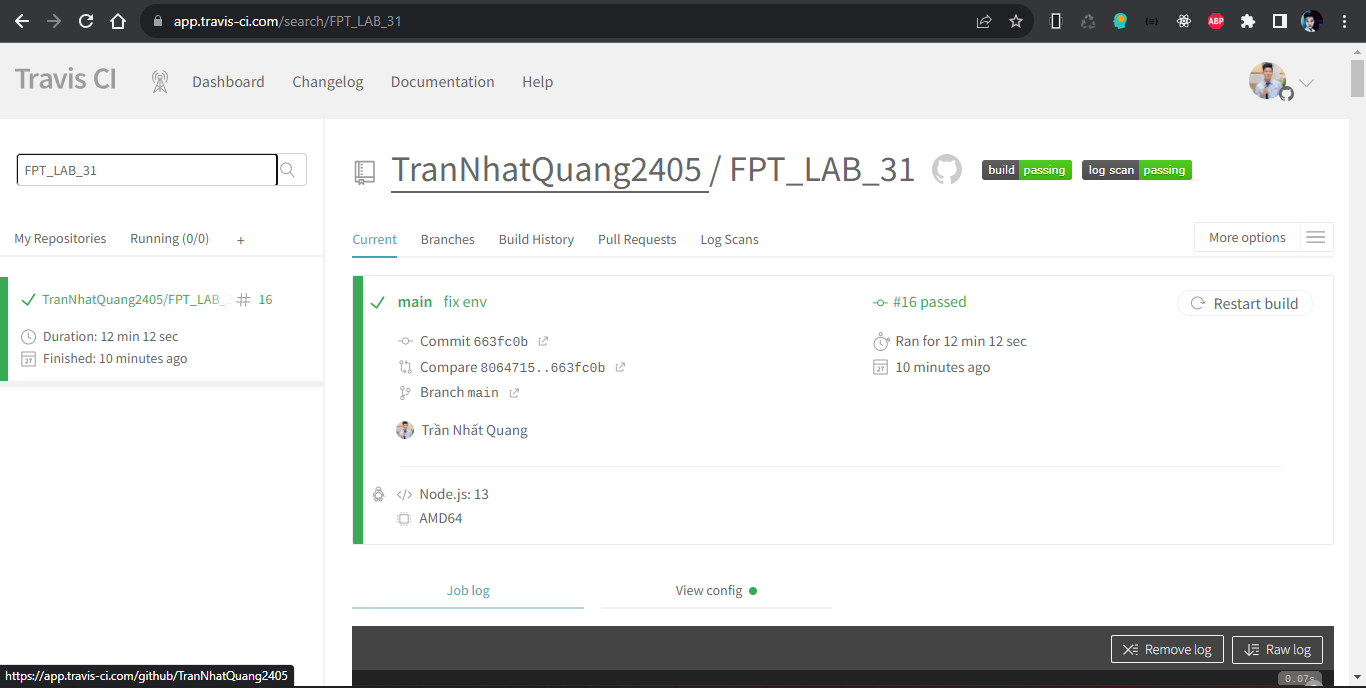 app.travis-ci.com/search/FPT_LAB_31
ABP
Travis CI
Dashboard
Changelog
Documentation
Help
FPT_LAB_31
My Repositories
Running (0/0)
+
TranNhatQuang2405/FPT_LAB_
# 16
Duration: 12 min 12 sec
Finished: 10 minutes ago
TranNhatQuang2405 / FPT_LAB_31
build passing
log scan passing
Current
Branches
Build History
Pull Requests
Log Scans
More options
main fix env
#16 passed
Restart build
Commit 663fc0b
Ran for 12 min 12 sec
Compare 8064715..663fc0b
10 minutes ago
Branch main
Trần Nhất Quang
Node.js: 13
AMD64
Job log
View config
Remove log
Raw log
0.07s
https://app.travis-ci.com/github/TranNhatQuang2405